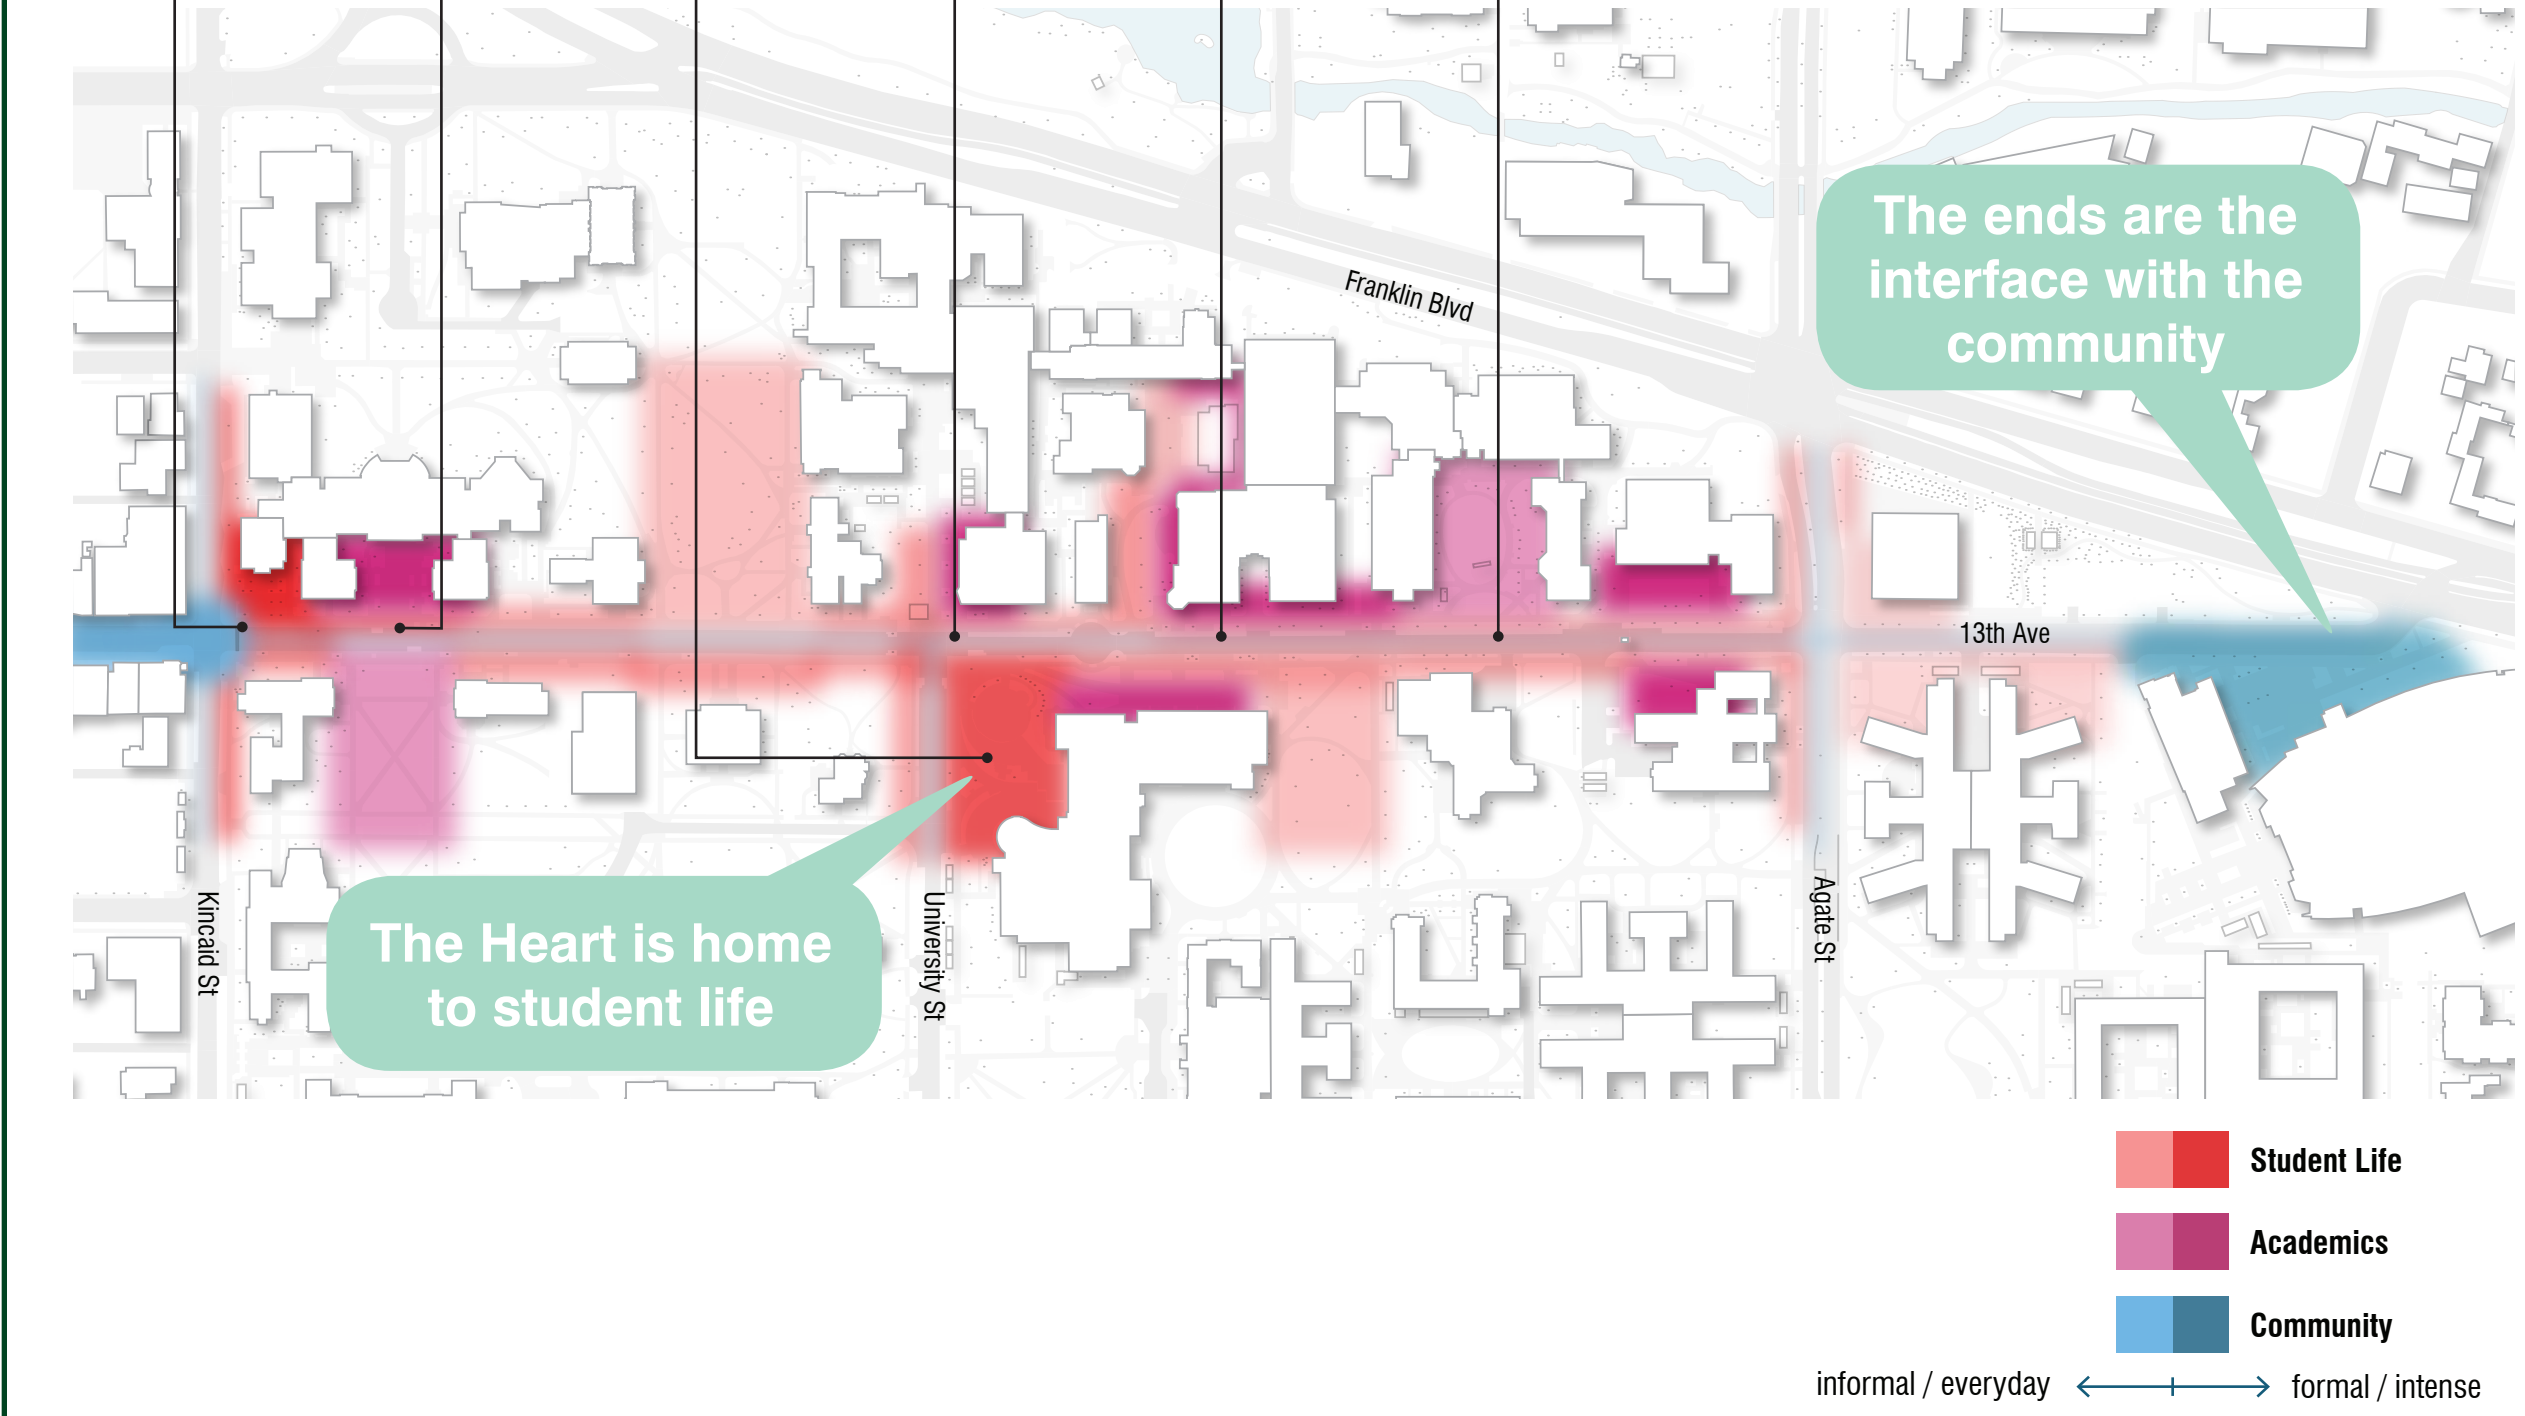 The ends are the
interface with the
community
Franklin Blvd
13th Ave
Kincaid St
University St
Agate St
The Heart is home
to student life
Student Life
Academics
Community
informal / everyday
formal / intense